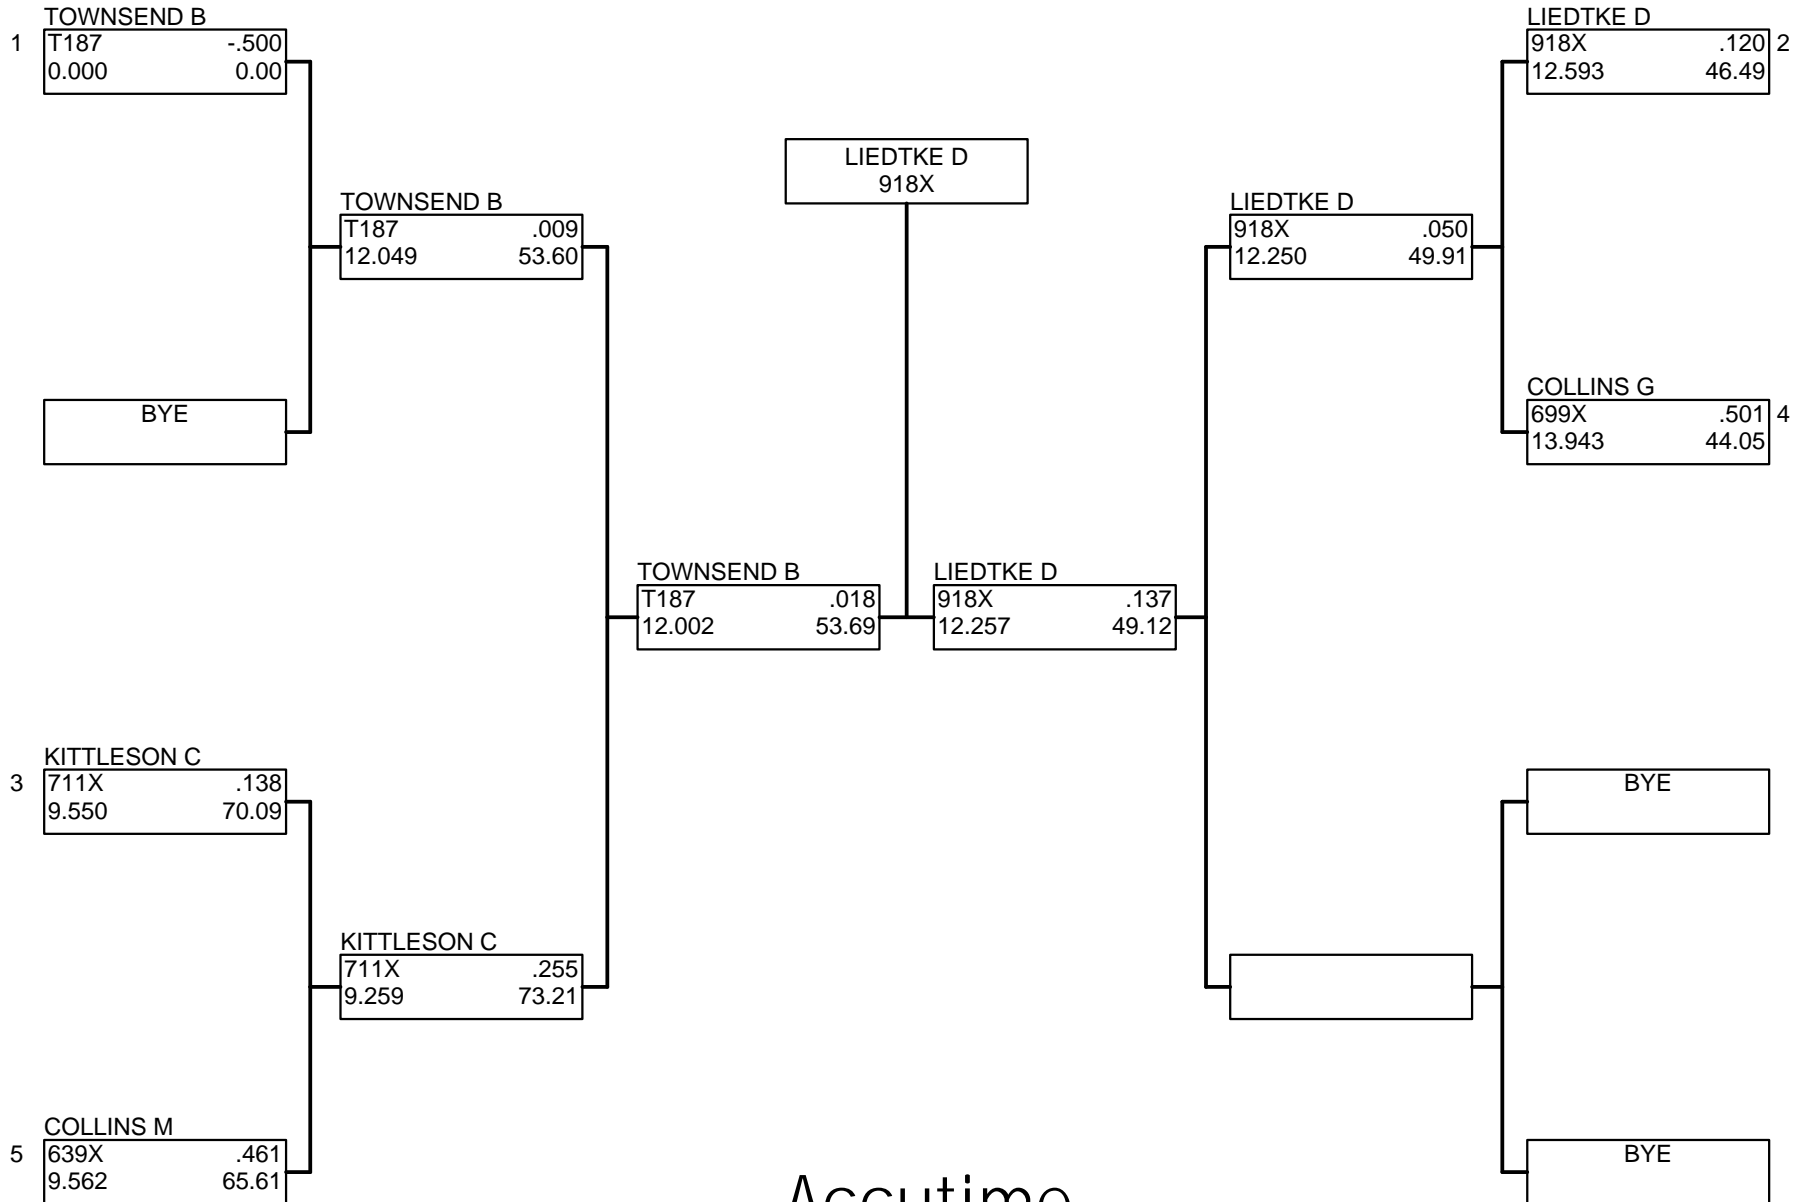 TOWNSEND B
1 T187 -.500
0.000 0.00
BYE
KITTLESON C
3 711X .138
9.550 70.09
COLLINS M
5 639X .461
9.562 65.61
TOWNSEND B
T187 .009
12.049 53.60
KITTLESON C
711X .255
9.259 73.21
TOWNSEND B
T187 .018
12.002 53.69
LIEDTKE D
918X
LIEDTKE D
918X .137
12.257 49.12
LIEDTKE D
918X .050
12.250 49.91
LIEDTKE D
918X .120 2
12.593 46.49
COLLINS G
699X .501 4
13.943 44.05
BYE
BYE
Accutime